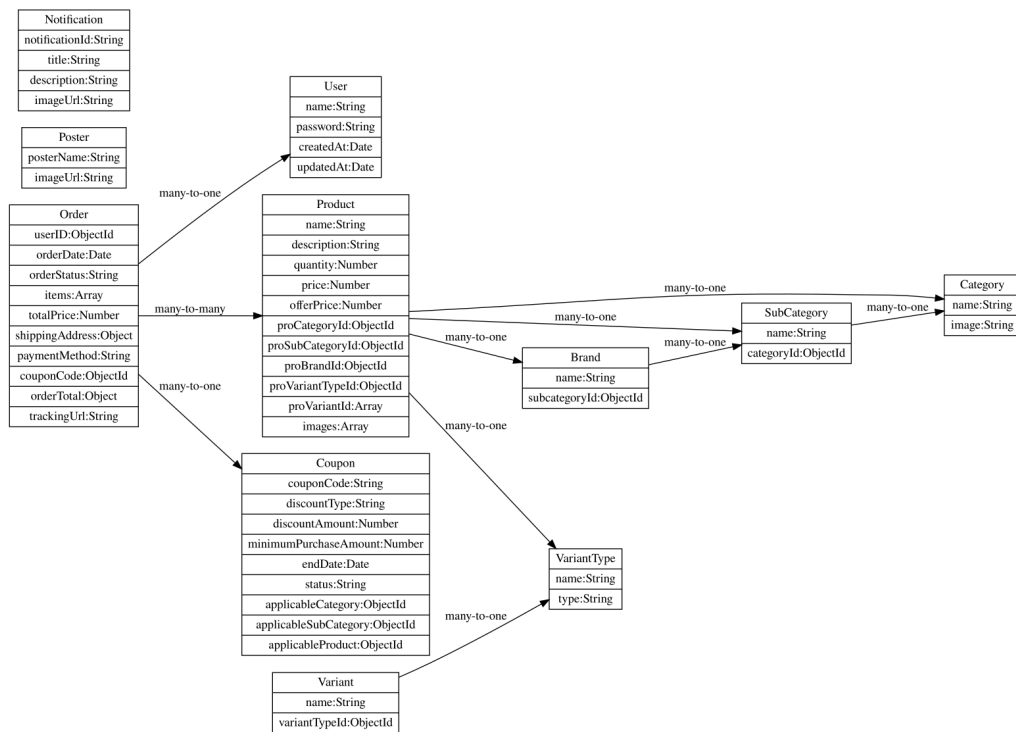 Notification
notificationId:String
title:String
description:String
imageUrl:String
Poster
posterName:String
imageUrl:String
Order
userID:ObjectId
orderDate:Date
orderStatus:String
items:Array
totalPrice:Number
shippingAddress:Object
paymentMethod:String
couponCode:ObjectId
orderTotal:Object
trackingUrl:String
many-to-one
many-to-many
many-to-one
User
name:String
password:String
createdAt:Date
updatedAt:Date
Product
name:String
description:String
quantity:Number
price:Number
offerPrice:Number
proCategoryId:ObjectId
proSubCategoryId:ObjectId
proBrandId:ObjectId
proVariantTypeId:ObjectId
proVariantId:Array
images:Array
Coupon
couponCode:String
discountType:String
discountAmount:Number
minimumPurchaseAmount:Number
endDate:Date
status:String
applicableCategory:ObjectId
applicableSubCategory:ObjectId
applicableProduct:ObjectId
Variant
name:String
variantTypeId:ObjectId
many-to-one
many-to-one
many-to-one
many-to-one
many-to-one
Brand
name:String
subcategoryId:ObjectId
VariantType
name:String
type:String
many-to-one
SubCategory
name:String
categoryId:ObjectId
many-to-one
Category
name:String
image:String